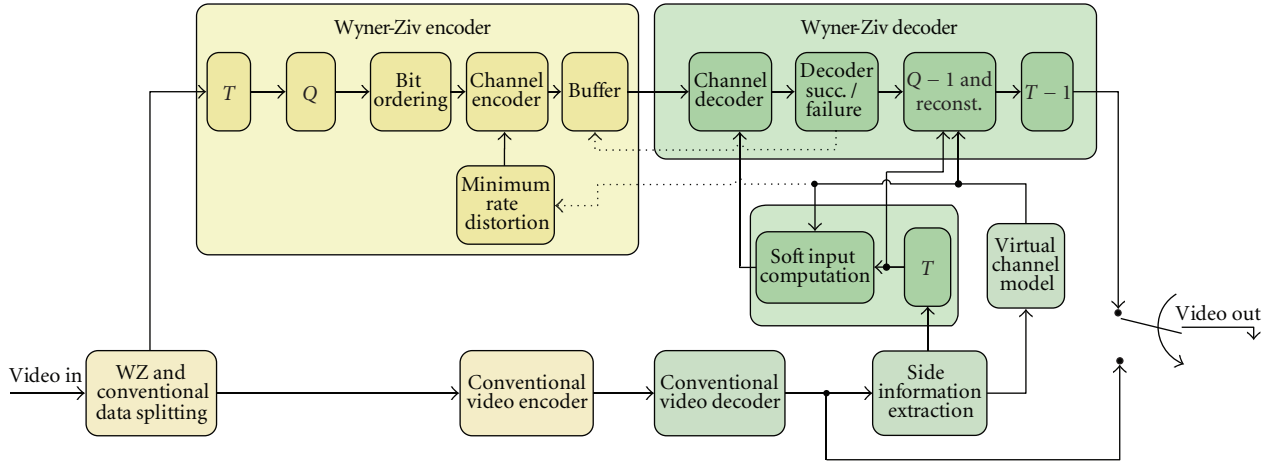 Wyner-Ziv encoder
Wyner-Ziv decoder
T
Q
Bit
ordering
Channel
encoder
Buffer
Channel
decoder
Decoder
succ. /
failure
Q − 1 and
reconst.
T − 1
Minimum
rate
distortion
Soft input
computation
T
Virtual
channel
model
Video in
WZ and
conventional
data splitting
Conventional
video encoder
Conventional
video decoder
Side
information
extraction
Video out